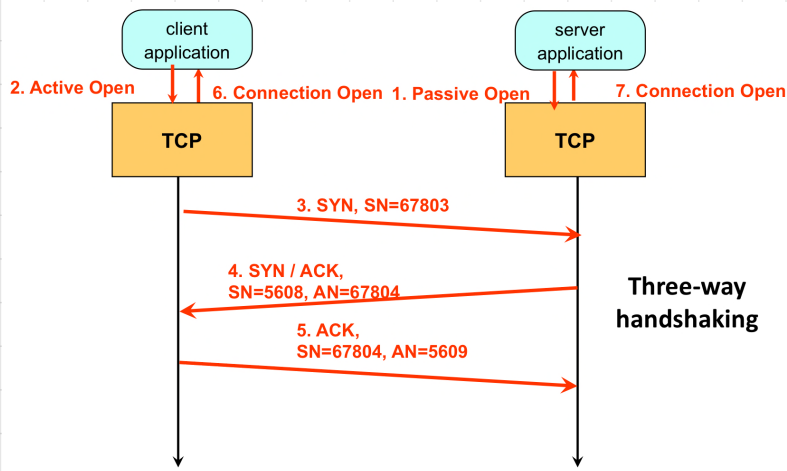 client
application
server
application
2. Active Open
6. Connection Open
1. Passive Open
7. Connection Open
TCP
TCP
3. SYN, SN=67803
4. SYN / ACK,
SN=5608, AN=67804
5. ACK,
SN=67804, AN=5609
Three-way
handshaking